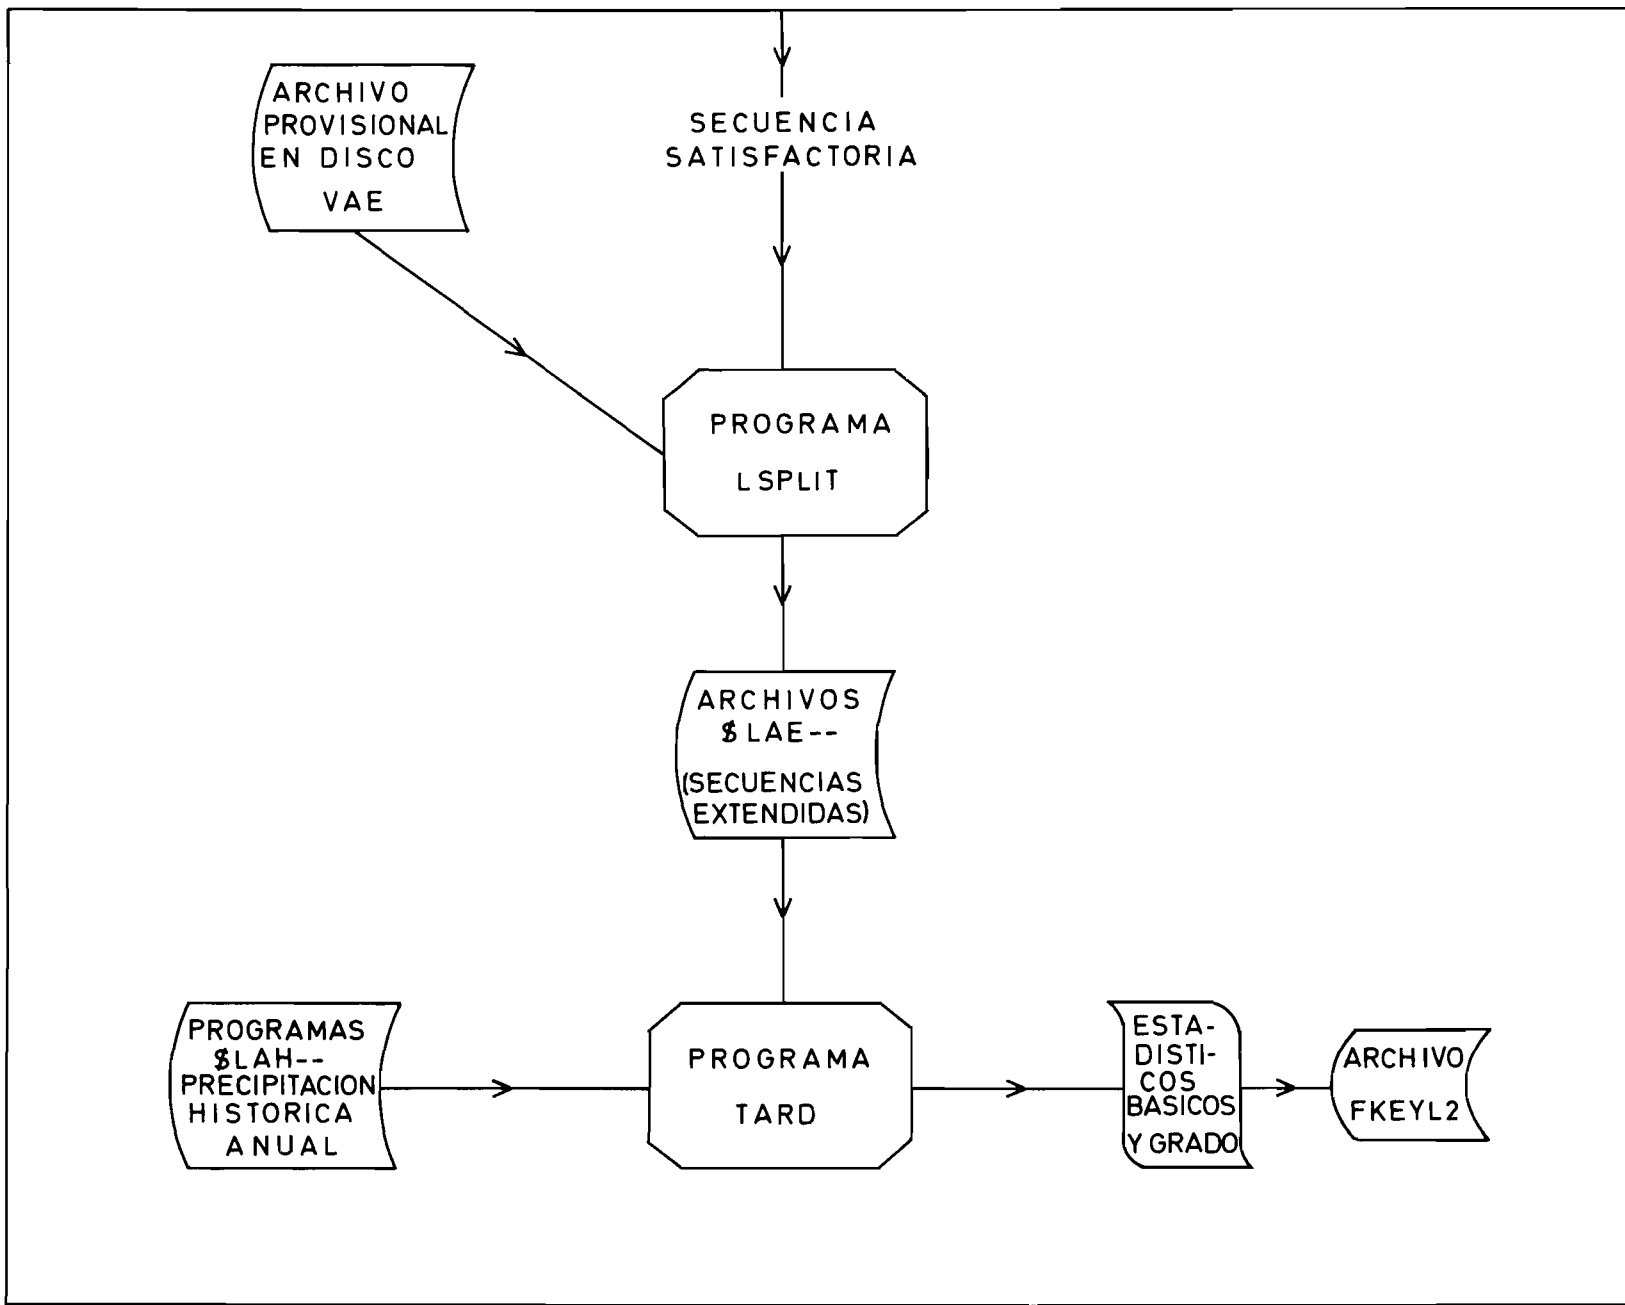 ARCHIVO
PROVISIONAL
EN DISCO
VAE
SECUENCIA
SATISFACTORIA
PROGRAMA
LSPLIT
ARCHIVOS
$LAE--
(SECUENCIAS
EXTENDIDAS)
PROGRAMAS
$LAH--
PRECIPITACION
HISTORICA
ANUAL
PROGRAMA
TARD
ESTA-
DISTI-
COS
BASICOS
Y GRADO
ARCHIVO
FKEYL2